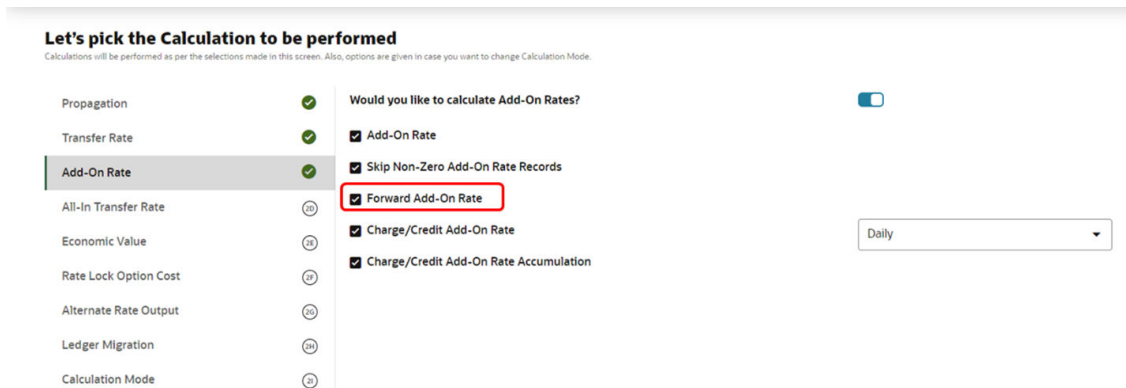 Let's pick the Calculation to be performed
Calculations will be performed as per the selections made in this screen. Also, options are given in case you want to change Calculation Mode.
Propagation
Would you like to calculate Add-On Rates?
Transfer Rate
Add-On Rate
Add-On Rate
Skip Non-Zero Add-On Rate Records
All-In Transfer Rate
2D
Forward Add-On Rate
Economic Value
2E
Charge/Credit Add-On Rate
Daily
Rate Lock Option Cost
2F
Charge/Credit Add-On Rate Accumulation
Alternate Rate Output
2G
Ledger Migration
2H
Calculation Mode
2I